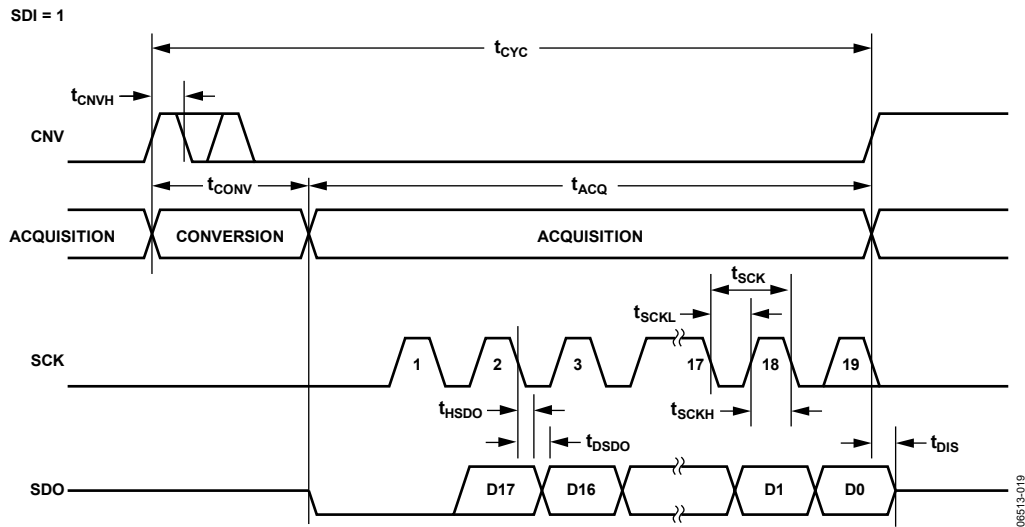 SDI = 1
tCYC
tCNVH
CNV
tCONV
tACQ
ACQUISITION
CONVERSION
ACQUISITION
tSCK
tSCKL
SCK
1
2
3
17
18
19
tHSDO
tSCKH
tDSDO
tDIS
SDO
D17
D16
D1
D0
06513-019